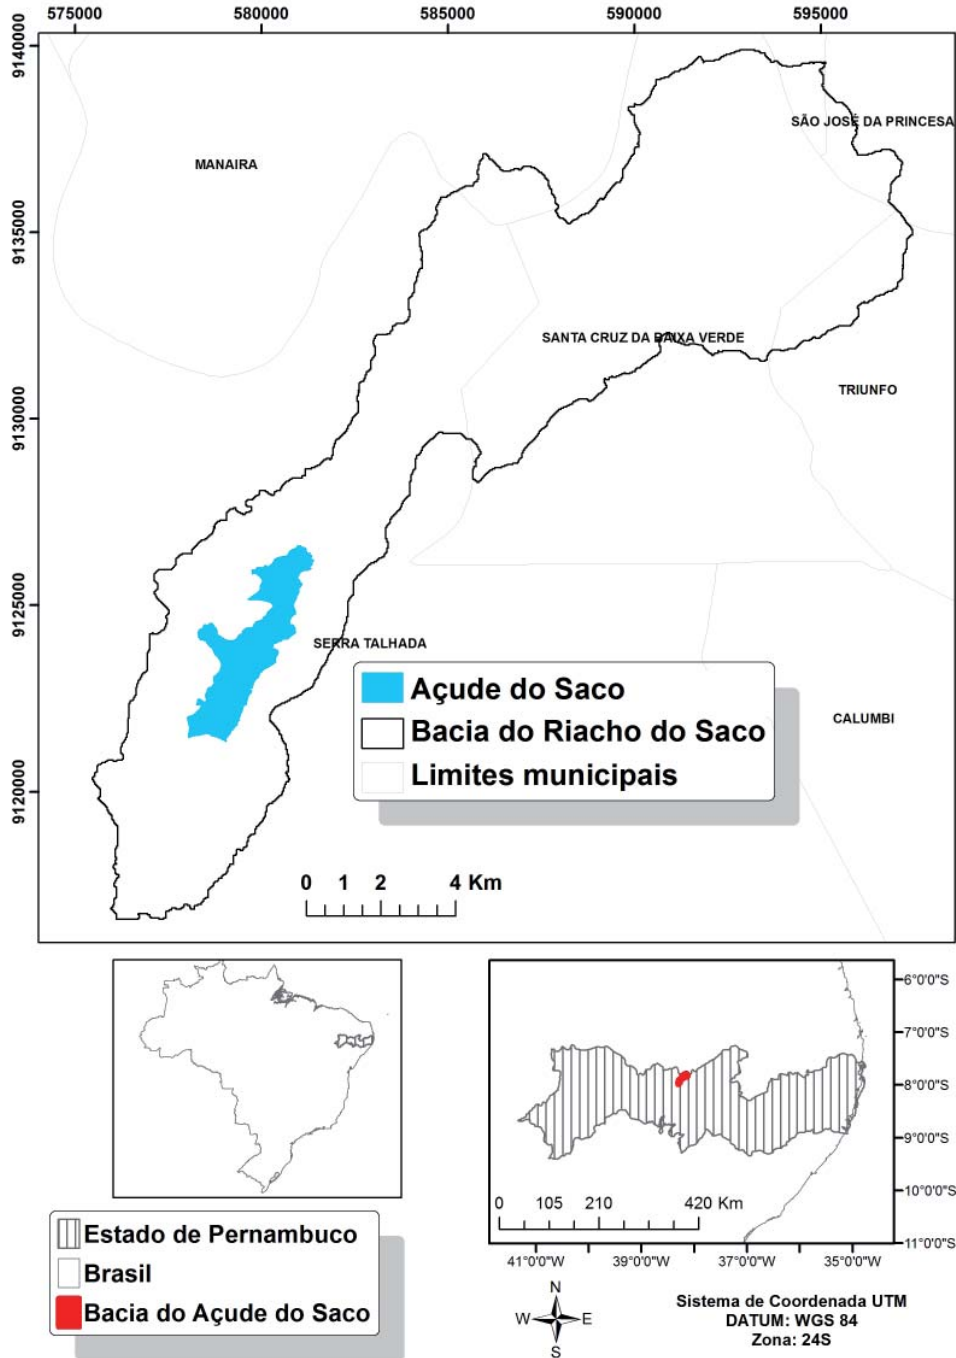 575000 580000 585000 590000 595000
9140000
9135000
9130000
9125000
9120000
SÃO JOSÉ DA PRINCESA
MANAIRA
SANTA CRUZ DA BAIXA VERDE
TRIUNFO
SERRA TALHADA
CALUMBI
Açude do Saco
Bacia do Riacho do Saco
Limites municipais
0 1 2 4 Km
6°0'0"S
7°0'0"S
8°0'0"S
9°0'0"S
10°0'0"S
11°0'0"S
0 105 210 420 Km
41°0'0"W 39°0'0"W 37°0'0"W 35°0'0"W
Estado de Pernambuco
Brasil
Bacia do Açude do Saco
N
W E
S
Sistema de Coordenada UTM
DATUM: WGS 84
Zona: 24S